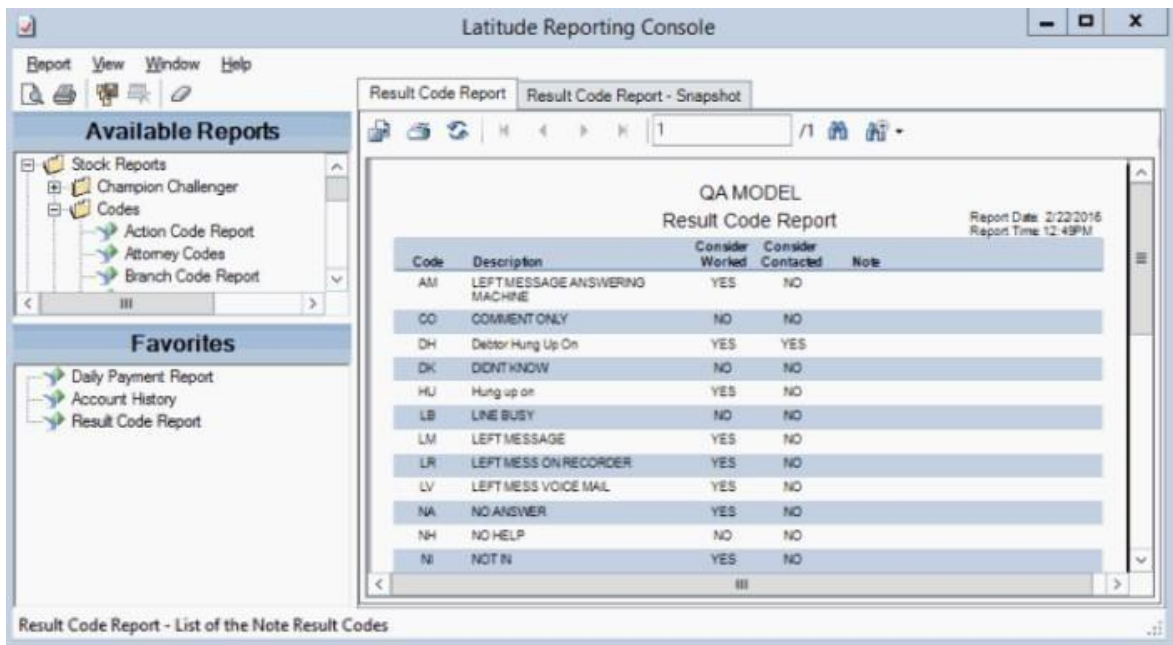 Latitude Reporting Console
Report View Window Help
Available Reports
Stock Reports
Champion Challenger
Codes
Action Code Report
Attorney Codes
Branch Code Report
Favorites
Daily Payment Report
Account History
Result Code Report
Result Code Report Result Code Report - Snapshot
1 /1
QA MODEL
Result Code Report
Report Date: 2/22/2016
Report Time: 12:49PM
Code Description Consider Worked Consider Contacted Note
AM LEFT MESSAGE ANSWERING MACHINE YES NO
CO COMMENT ONLY NO NO
DH Debtor Hung Up On YES YES
DK DIDNT KNOW NO NO
HU Hung up on YES NO
LB LINE BUSY NO NO
LM LEFT MESSAGE YES NO
LR LEFT MESS ON RECORDER YES NO
LV LEFT MESS VOICE MAIL YES NO
NA NO ANSWER YES NO
NH NO HELP NO NO
NI NOT IN YES NO
Result Code Report - List of the Note Result Codes